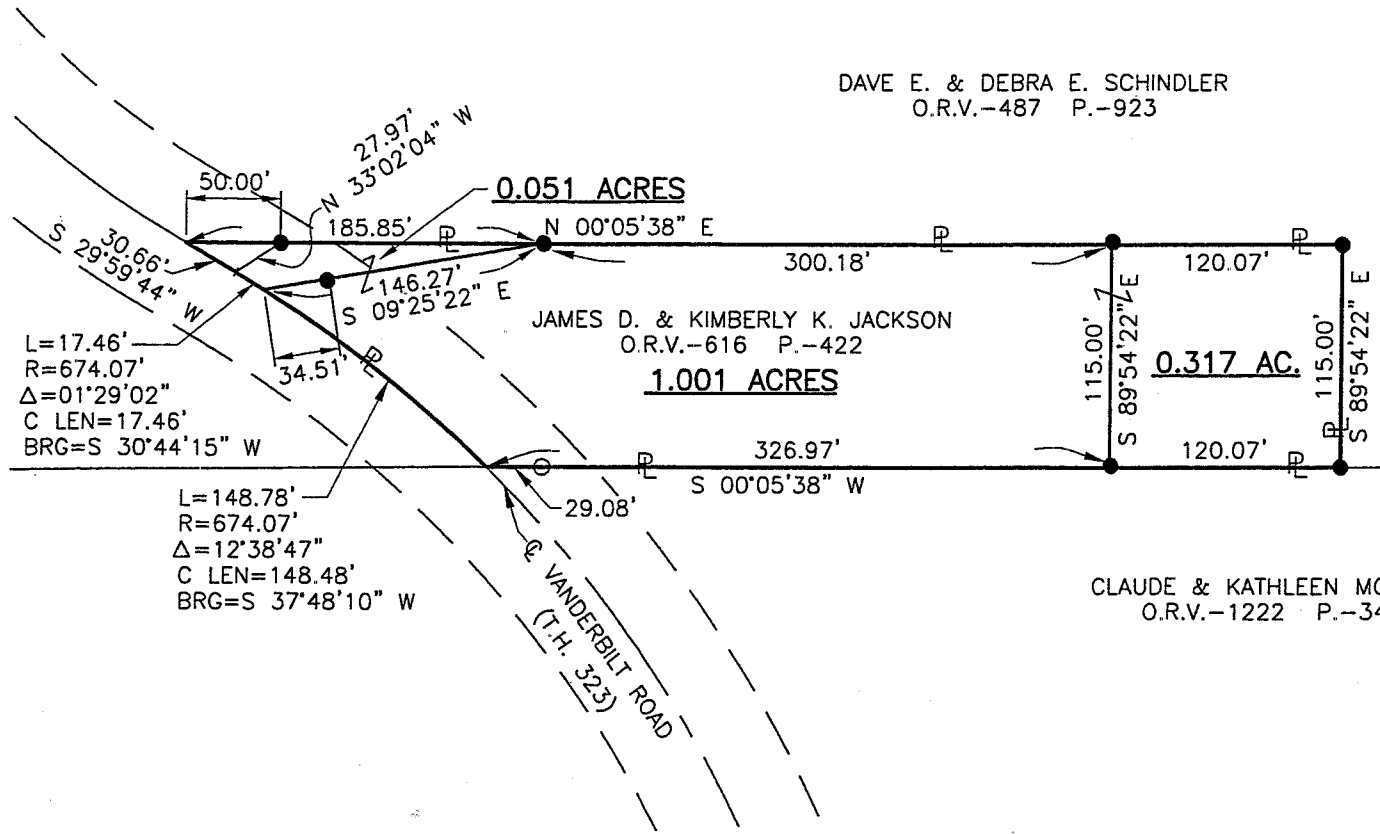 DAVE E. & DEBRA E. SCHINDLER
O.R.V.-487 P.-923
27.97'
N 33°02'04" W
50.00'
0.051 ACRES
185.85'
N 00°05'38" E
30.66'
S 29°59'44" W
146.27'
S 09°25'22" E
300.18'
120.07'
L=17.46'
R=674.07'
Δ=01°29'02"
C LEN=17.46'
BRG=S 30°44'15" W
34.51'
JAMES D. & KIMBERLY K. JACKSON
O.R.V.-616 P.-422
1.001 ACRES
115.00'
S 89°54'22" E
0.317 AC.
115.00'
S 89°54'22" E
326.97'
S 00°05'38" W
120.07'
29.08'
L=148.78'
R=674.07'
Δ=12°38'47"
C LEN=148.48'
BRG=S 37°48'10" W
℄ VANDERBILT ROAD
(T.H. 323)
CLAUDE & KATHLEEN
O.R.V.-1222 P.-34